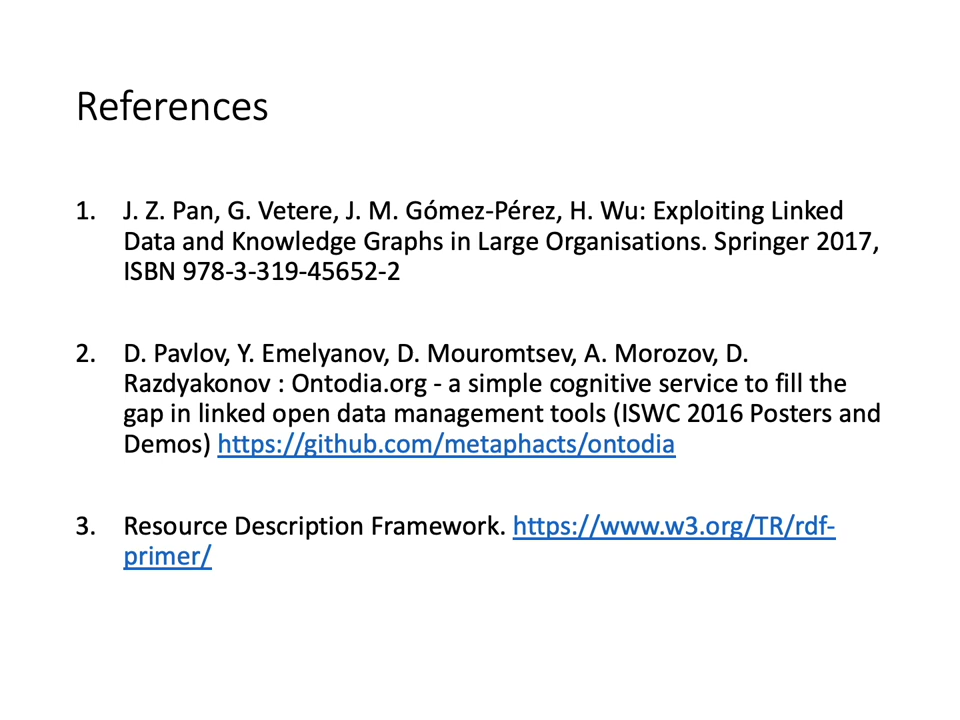 References
1. J. Z. Pan, G. Vetere, J. M. Gómez-Pérez, H. Wu: Exploiting Linked
Data and Knowledge Graphs in Large Organisations. Springer 2017,
ISBN 978-3-319-45652-2
2. D. Pavlov, Y. Emelyanov, D. Mouromtsev, A. Morozov, D.
Razdyakonov : Ontodia.org - a simple cognitive service to fill the
gap in linked open data management tools (ISWC 2016 Posters and
Demos) https://github.com/metaphacts/ontodia
3. Resource Description Framework. https://www.w3.org/TR/rdf-
primer/